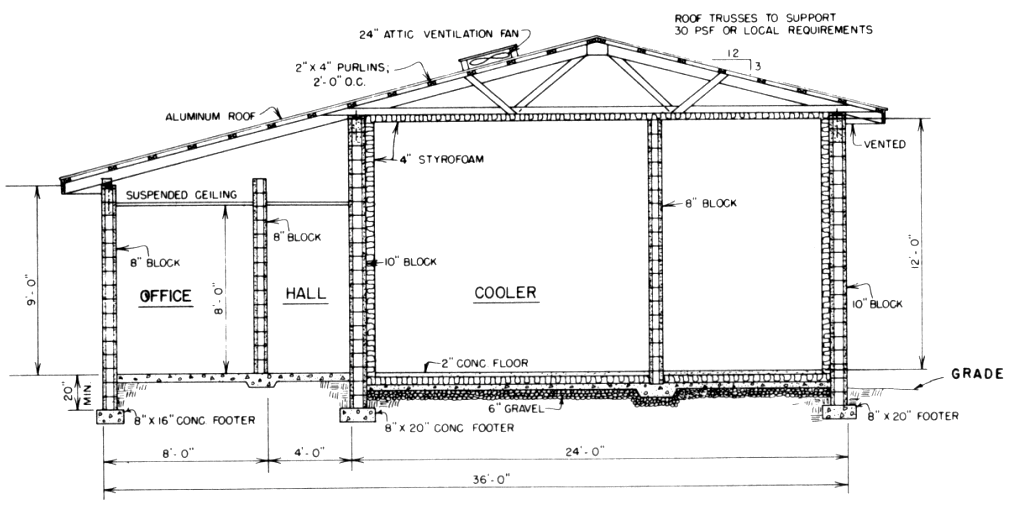 ROOF TRUSSES TO SUPPORT
30 PSF OR LOCAL REQUIREMENTS
24" ATTIC VENTILATION FAN
12
3
2" X 4" PURLINS,
2'-0" O.C.
ALUMINUM ROOF
VENTED
4" STYROFOAM
SUSPENDED CEILING
8" BLOCK
8" BLOCK
8" BLOCK
10" BLOCK
10" BLOCK
9'-0"
8'-0"
12'-0"
OFFICE
HALL
COOLER
2" CONC FLOOR
GRADE
20"
MIN.
6" GRAVEL
8" X 16" CONC FOOTER
8" X 20" CONC FOOTER
8" X 20" FOOTER
8'-0"
4'-0"
24'-0"
36'-0"